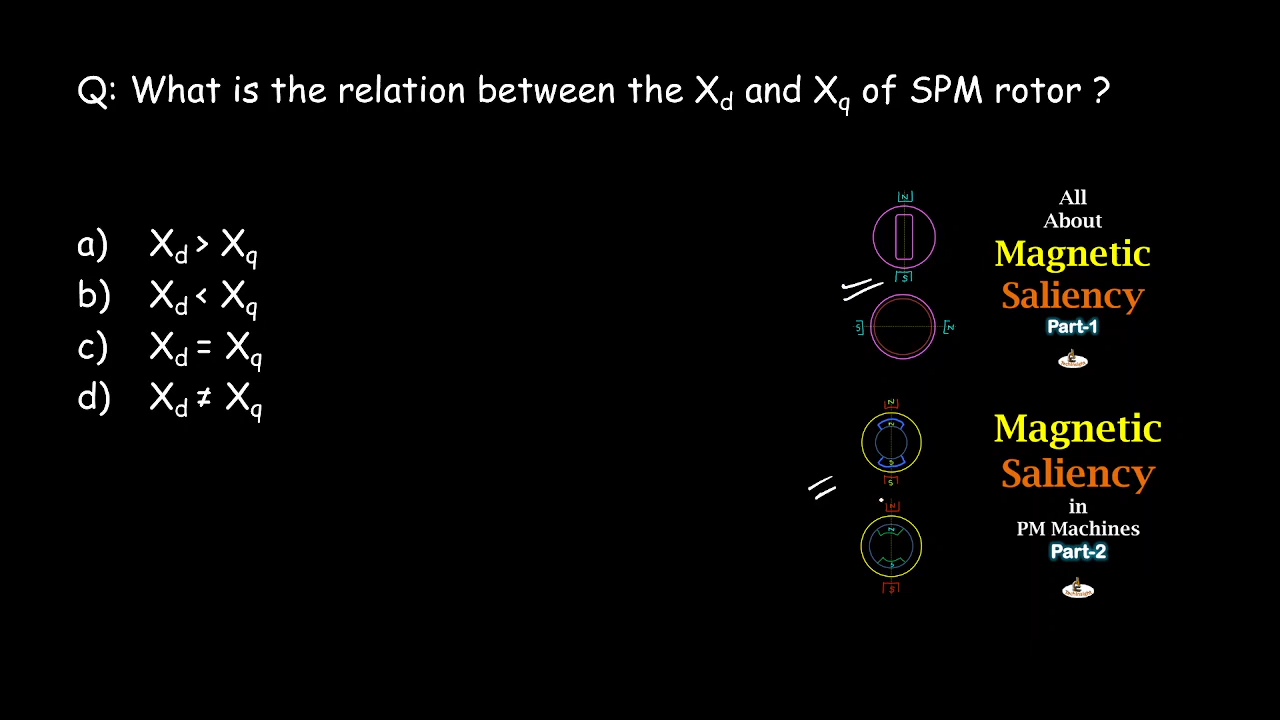 Q: What is the relation between the Xd and Xq of SPM rotor ?
a) Xd > Xq
b) Xd < Xq
c) Xd = Xq
d) Xd ≠ Xq
N
S
S
N
All
About
Magnetic
Saliency
Part-1
N
N
S
S
N
N
S
S
Magnetic
Saliency
in
PM Machines
Part-2